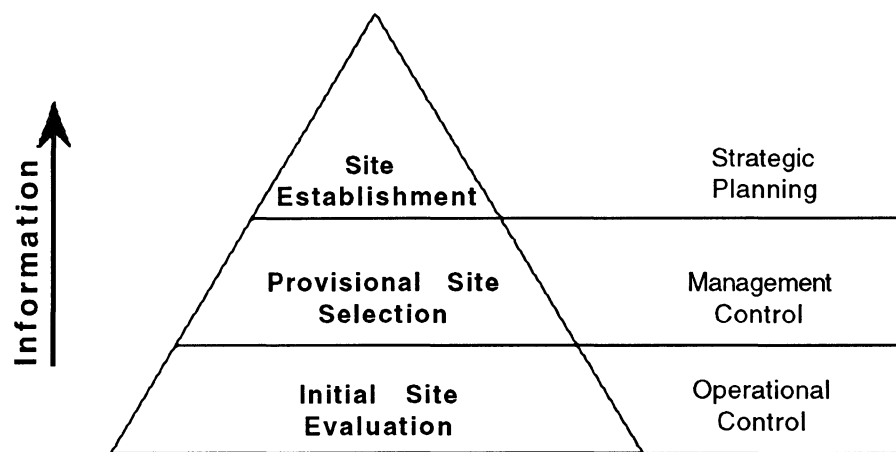 Information
Site
Establishment
Strategic
Planning
Provisional Site
Selection
Management
Control
Initial Site
Evaluation
Operational
Control